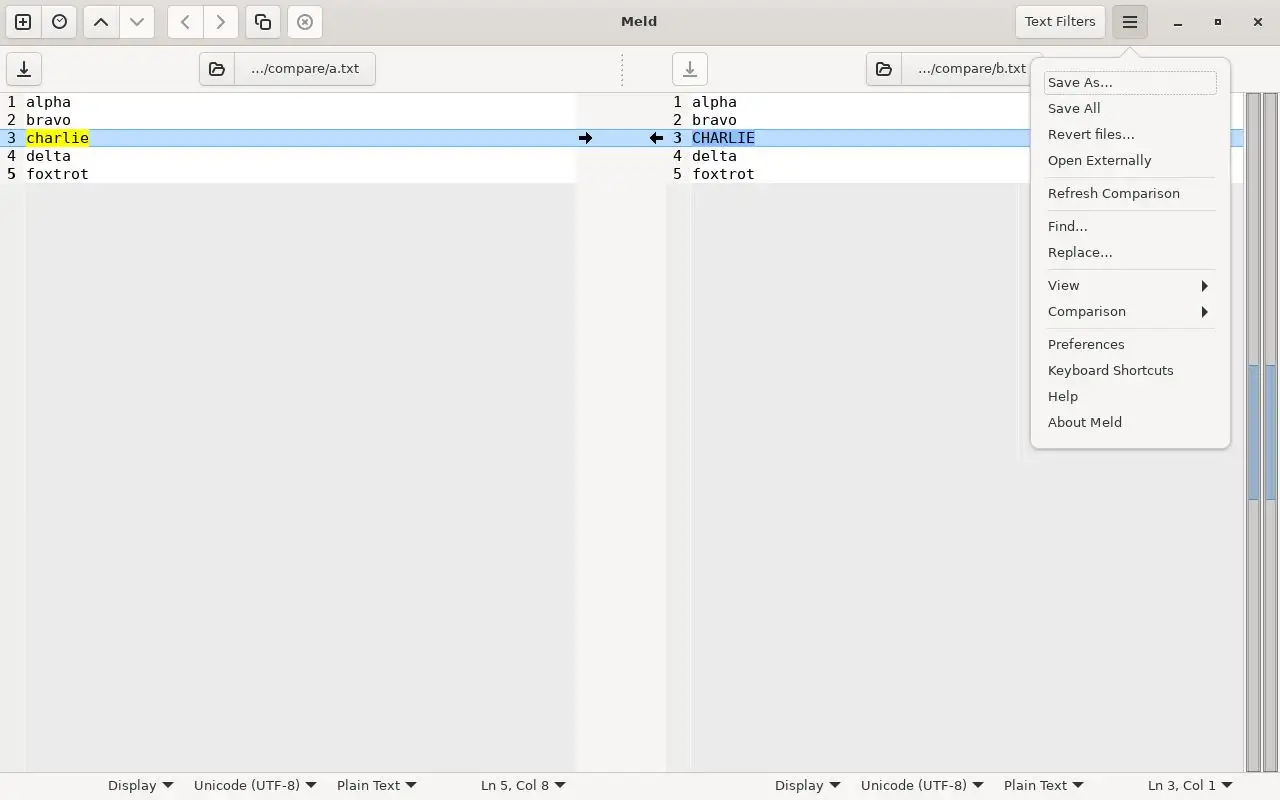 Meld
Text Filters
.../compare/a.txt
.../compare/b.txt
1 alpha
2 bravo
3 charlie
4 delta
5 foxtrot
1 alpha
2 bravo
3 CHARLIE
4 delta
5 foxtrot
Save As...
Save All
Revert files...
Open Externally
Refresh Comparison
Find...
Replace...
View
Comparison
Preferences
Keyboard Shortcuts
Help
About Meld
Display Unicode (UTF-8) Plain Text Ln 5, Col 8
Display Unicode (UTF-8) Plain Text Ln 3, Col 1